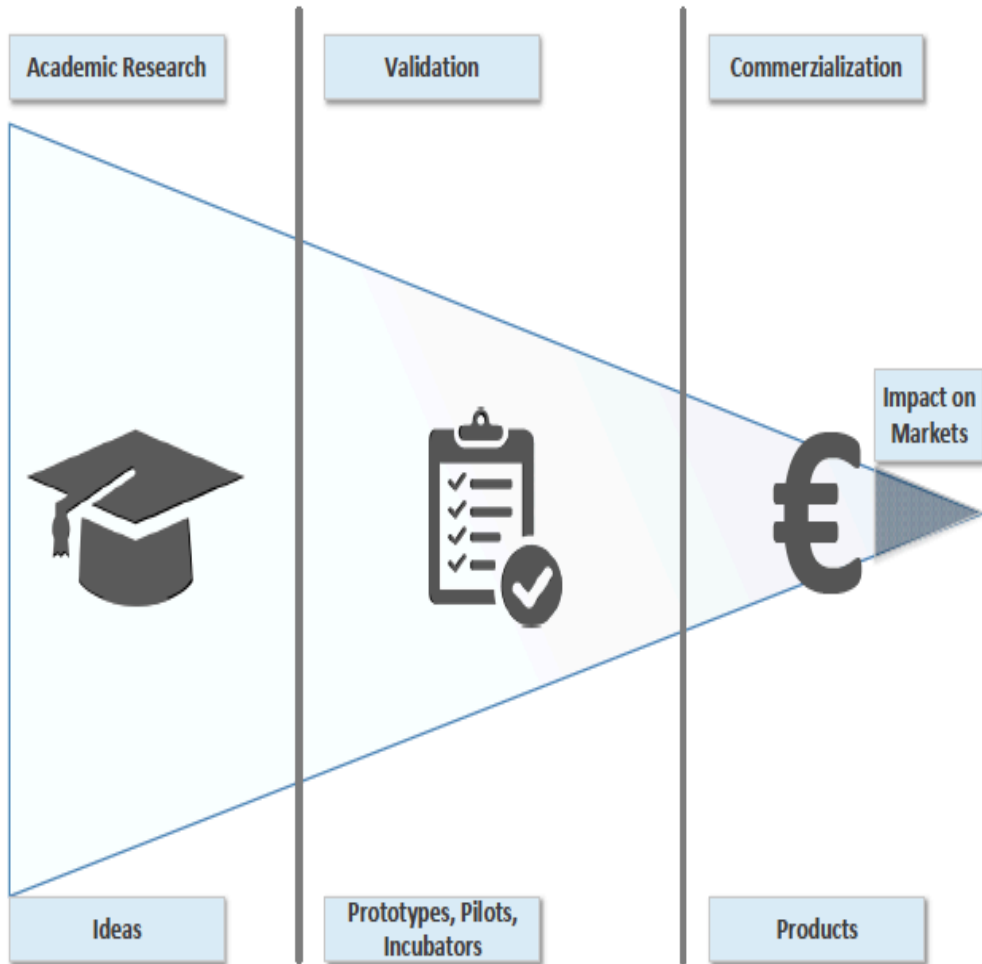 Academic Research
Validation
Commerzialization
Impact on
Markets
Ideas
Prototypes, Pilots,
Incubators
Products